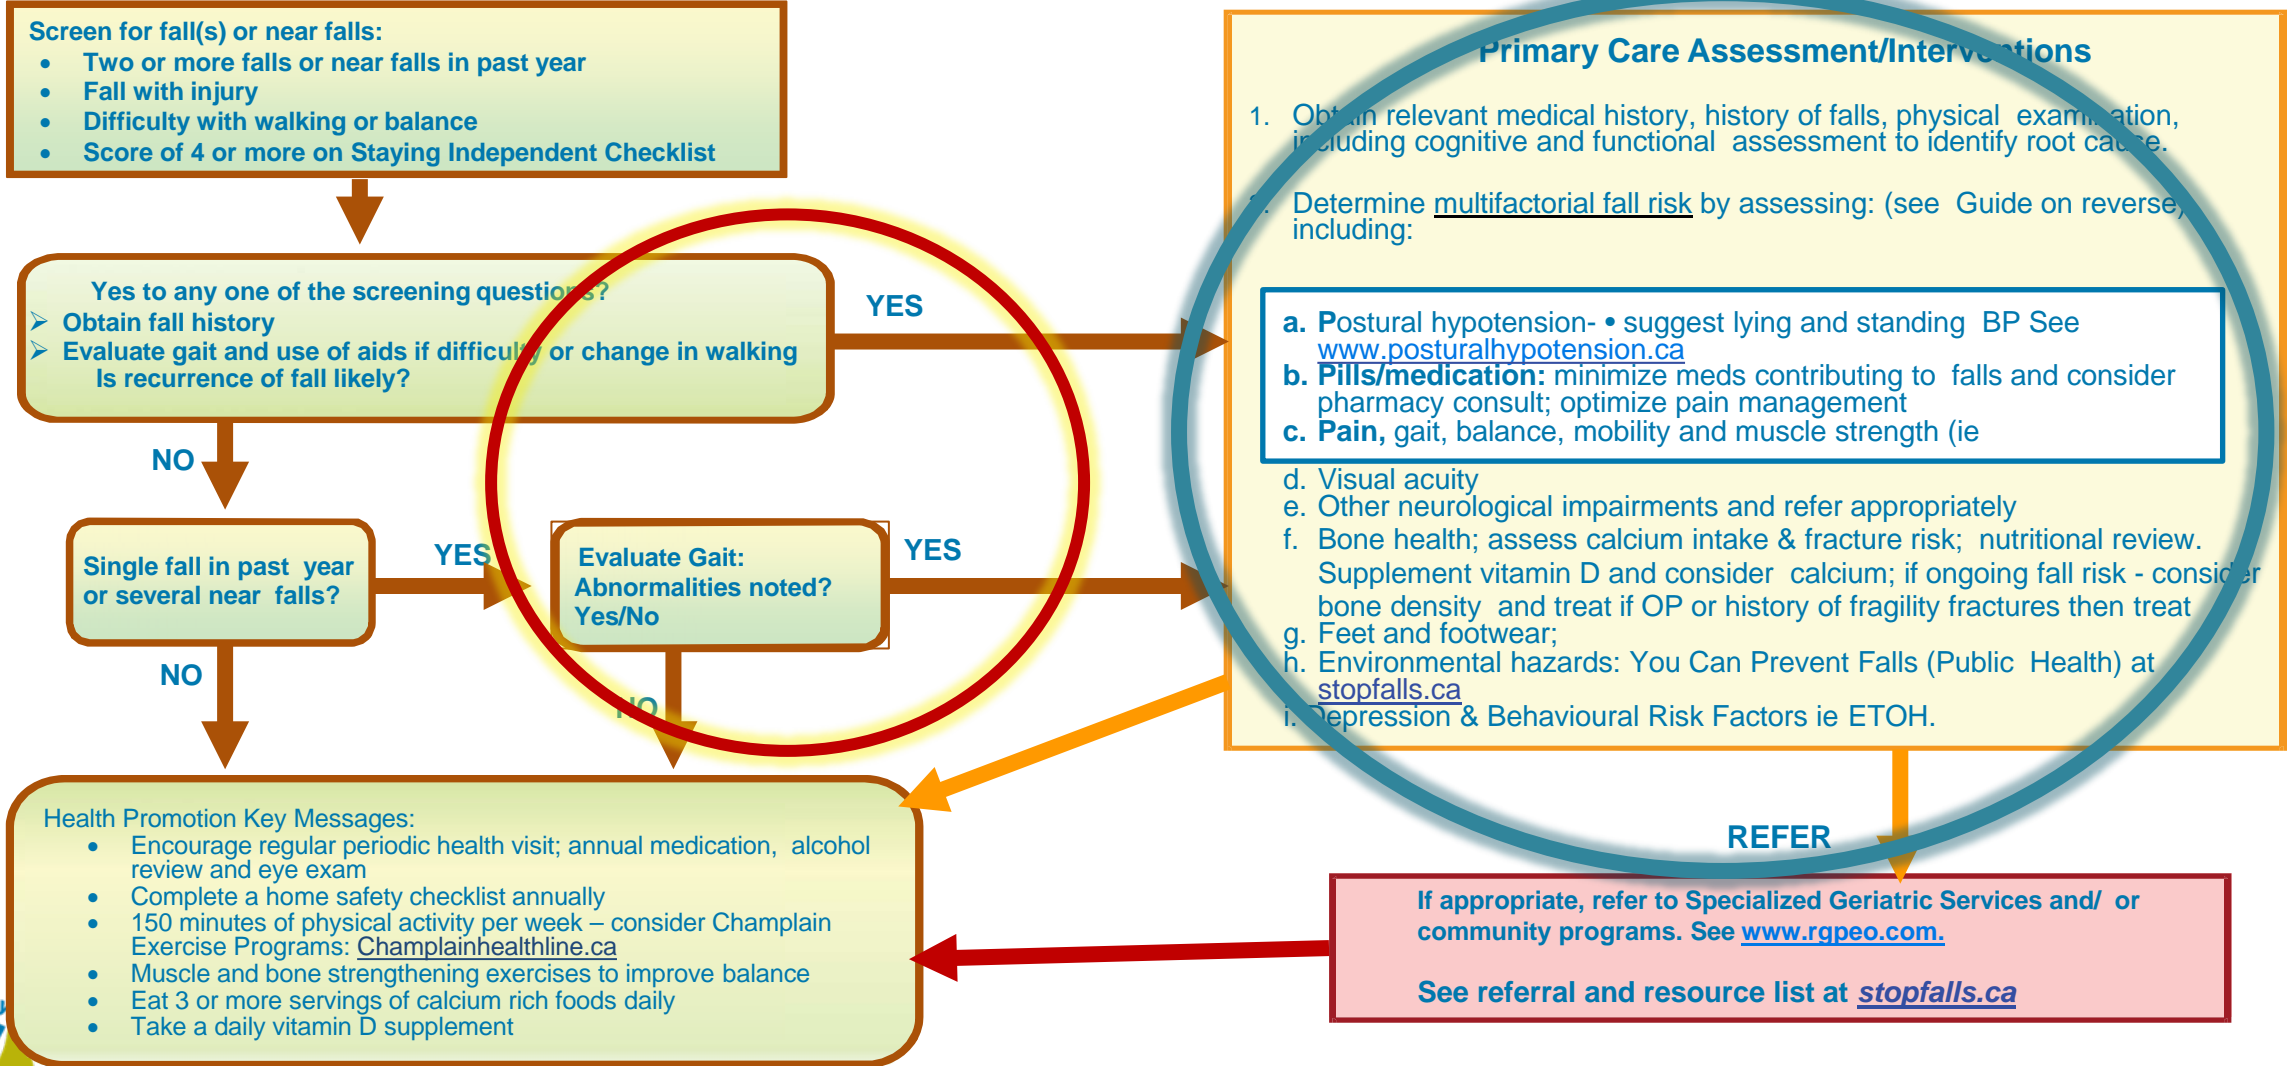 Screen for fall(s) or near falls:
• Two or more falls or near falls in past year
• Fall with injury
• Difficulty with walking or balance
• Score of 4 or more on Staying Independent Checklist
Yes to any one of the screening questions?
➢ Obtain fall history
➢ Evaluate gait and use of aids if difficulty or change in walking
Is recurrence of fall likely?
YES
NO
Single fall in past year
or several near falls?
YES
Evaluate Gait:
Abnormalities noted?
Yes/No
YES
NO
NO
Health Promotion Key Messages:
• Encourage regular periodic health visit; annual medication, alcohol
review and eye exam
• Complete a home safety checklist annually
• 150 minutes of physical activity per week – consider Champlain
Exercise Programs: Champlainhealthline.ca
• Muscle and bone strengthening exercises to improve balance
• Eat 3 or more servings of calcium rich foods daily
• Take a daily vitamin D supplement
Primary Care Assessment/Interventions
1. Obtain relevant medical history, history of falls, physical examination,
including cognitive and functional assessment to identify root cause.
2. Determine multifactorial fall risk by assessing: (see Guide on reverse)
including:
a. Postural hypotension- • suggest lying and standing BP See
www.posturalhypotension.ca
b. Pills/medication: minimize meds contributing to falls and consider
pharmacy consult; optimize pain management
c. Pain, gait, balance, mobility and muscle strength (ie
d. Visual acuity
e. Other neurological impairments and refer appropriately
f. Bone health; assess calcium intake & fracture risk; nutritional review.
Supplement vitamin D and consider calcium; if ongoing fall risk - consider
bone density and treat if OP or history of fragility fractures then treat
g. Feet and footwear;
h. Environmental hazards: You Can Prevent Falls (Public Health) at
stopfalls.ca
i. Depression & Behavioural Risk Factors ie ETOH.
REFER
If appropriate, refer to Specialized Geriatric Services and/ or
community programs. See www.rgpeo.com.
See referral and resource list at stopfalls.ca